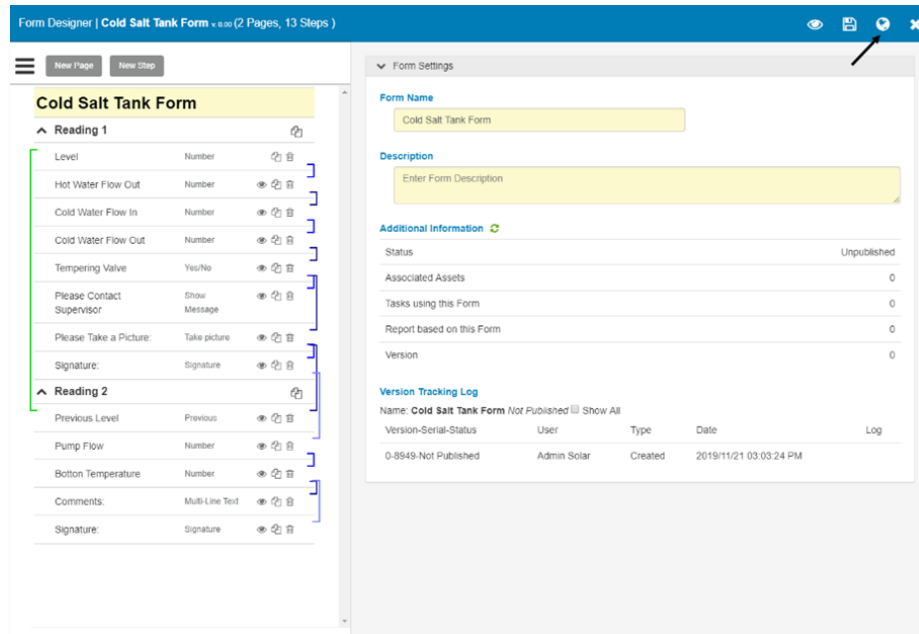 Form Designer | Cold Salt Tank Form v. 0.00 (2 Pages, 13 Steps )
New Page
New Step
Cold Salt Tank Form
Reading 1
Level Number
Hot Water Flow Out Number
Cold Water Flow In Number
Cold Water Flow Out Number
Tempering Valve Yes/No
Please Contact Supervisor Show Message
Please Take a Picture: Take picture
Signature: Signature
Reading 2
Previous Level Previous
Pump Flow Number
Botton Temperature Number
Comments: Multi-Line Text
Signature: Signature
Form Settings
Form Name
Cold Salt Tank Form
Description
Enter Form Description
Additional Information
Status Unpublished
Associated Assets 0
Tasks using this Form 0
Report based on this Form 0
Version 0
Version Tracking Log
Name: Cold Salt Tank Form Not Published Show All
Version-Serial-Status User Type Date Log
0-8949-Not Published Admin Solar Created 2019/11/21 03:03:24 PM